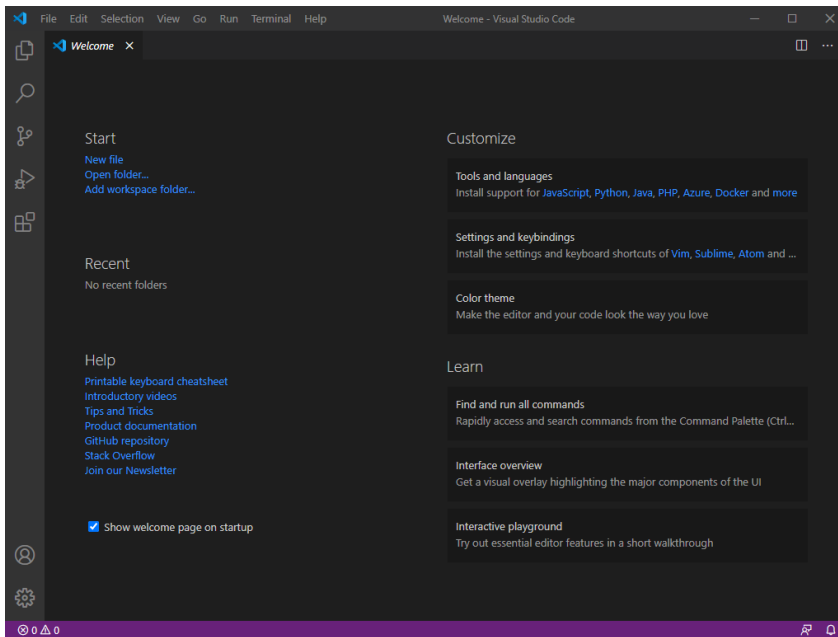 File Edit Selection View Go Run Terminal Help Welcome - Visual Studio Code
Welcome
Start
New file
Open folder...
Add workspace folder...
Recent
No recent folders
Help
Printable keyboard cheatsheet
Introductory videos
Tips and Tricks
Product documentation
GitHub repository
Stack Overflow
Join our Newsletter
Show welcome page on startup
Customize
Tools and languages
Install support for JavaScript, Python, Java, PHP, Azure, Docker and more
Settings and keybindings
Install the settings and keyboard shortcuts of Vim, Sublime, Atom and ...
Color theme
Make the editor and your code look the way you love
Learn
Find and run all commands
Rapidly access and search commands from the Command Palette (Ctrl...
Interface overview
Get a visual overlay highlighting the major components of the UI
Interactive playground
Try out essential editor features in a short walkthrough
0 0